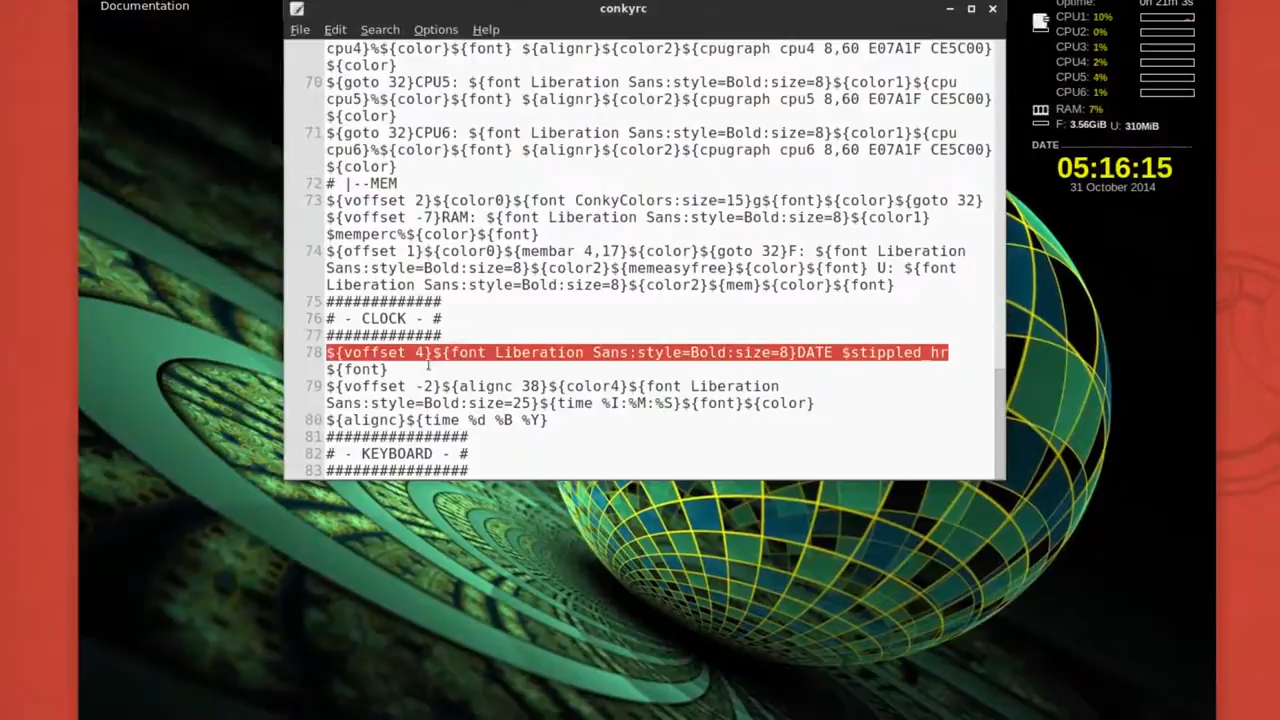 Documentation
conkyrc
File Edit Search Options Help
cpu4}%${color}${font} ${alignr}${color2}${cpugraph cpu4 8,60 E07A1F CE5C00}
${color}
70 ${goto 32}CPU5: ${font Liberation Sans:style=Bold:size=8}${color1}${cpu
cpu5}%${color}${font} ${alignr}${color2}${cpugraph cpu5 8,60 E07A1F CE5C00}
${color}
71 ${goto 32}CPU6: ${font Liberation Sans:style=Bold:size=8}${color1}${cpu
cpu6}%${color}${font} ${alignr}${color2}${cpugraph cpu6 8,60 E07A1F CE5C00}
${color}
72 # |--MEM
73 ${voffset 2}${color0}${font ConkyColors:size=15}g${font}${color}${goto 32}
${voffset -7}RAM: ${font Liberation Sans:style=Bold:size=8}${color1}
$memperc%${color}${font}
74 ${offset 1}${color0}${membar 4,17}${color}${goto 32}F: ${font Liberation
Sans:style=Bold:size=8}${color2}${memeasyfree}${color}${font} U: ${font
Liberation Sans:style=Bold:size=8}${color2}${mem}${color}${font}
75 #############
76 # - CLOCK - #
77 #############
78 ${voffset 4}${font Liberation Sans:style=Bold:size=8}DATE $stippled_hr
${font}
79 ${voffset -2}${alignc 38}${color4}${font Liberation
Sans:style=Bold:size=25}${time %I:%M:%S}${font}${color}
80 ${alignc}${time %d %B %Y}
81 ################
82 # - KEYBOARD - #
83 ################
Uptime: 0h 21m 3s
CPU1: 10%
CPU2: 0%
CPU3: 1%
CPU4: 2%
CPU5: 4%
CPU6: 1%
RAM: 7%
F: 3.56GiB U: 310MiB
DATE
05:16:15
31 October 2014